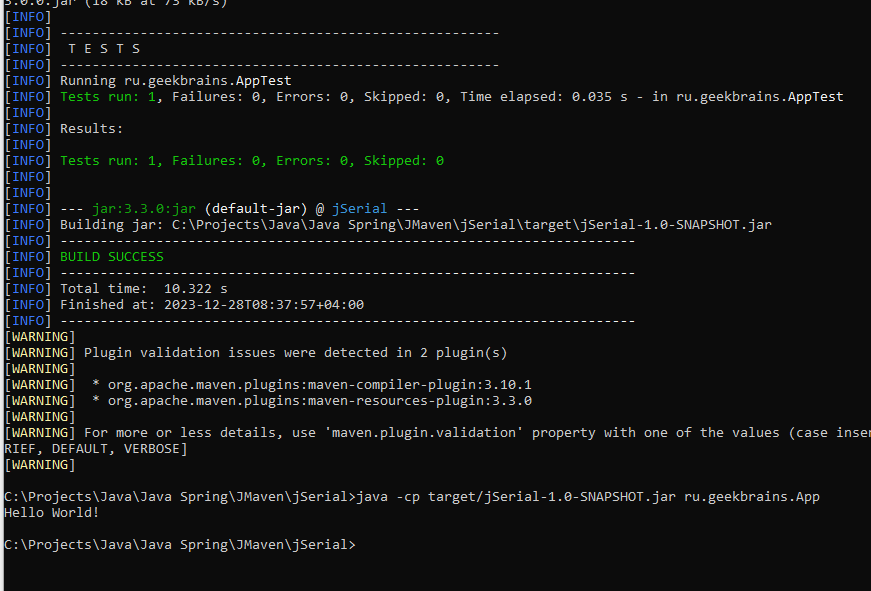 3.0.0.jar (18 kB at 73 kB/s)
[INFO]
[INFO] -------------------------------------------------------
[INFO]  T E S T S
[INFO] -------------------------------------------------------
[INFO] Running ru.geekbrains.AppTest
[INFO] Tests run: 1, Failures: 0, Errors: 0, Skipped: 0, Time elapsed: 0.035 s - in ru.geekbrains.AppTest
[INFO]
[INFO] Results:
[INFO]
[INFO] Tests run: 1, Failures: 0, Errors: 0, Skipped: 0
[INFO]
[INFO]
[INFO] --- jar:3.3.0:jar (default-jar) @ jSerial ---
[INFO] Building jar: C:\Projects\Java\Java Spring\JMaven\jSerial\target\jSerial-1.0-SNAPSHOT.jar
[INFO] ------------------------------------------------------------------------
[INFO] BUILD SUCCESS
[INFO] ------------------------------------------------------------------------
[INFO] Total time:  10.322 s
[INFO] Finished at: 2023-12-28T08:37:57+04:00
[INFO] ------------------------------------------------------------------------
[WARNING]
[WARNING] Plugin validation issues were detected in 2 plugin(s)
[WARNING]
[WARNING]  * org.apache.maven.plugins:maven-compiler-plugin:3.10.1
[WARNING]  * org.apache.maven.plugins:maven-resources-plugin:3.3.0
[WARNING]
[WARNING] For more or less details, use 'maven.plugin.validation' property with one of the values (case inse
RIEF, DEFAULT, VERBOSE]
[WARNING]
C:\Projects\Java\Java Spring\JMaven\jSerial>java -cp target/jSerial-1.0-SNAPSHOT.jar ru.geekbrains.App
Hello World!
C:\Projects\Java\Java Spring\JMaven\jSerial>